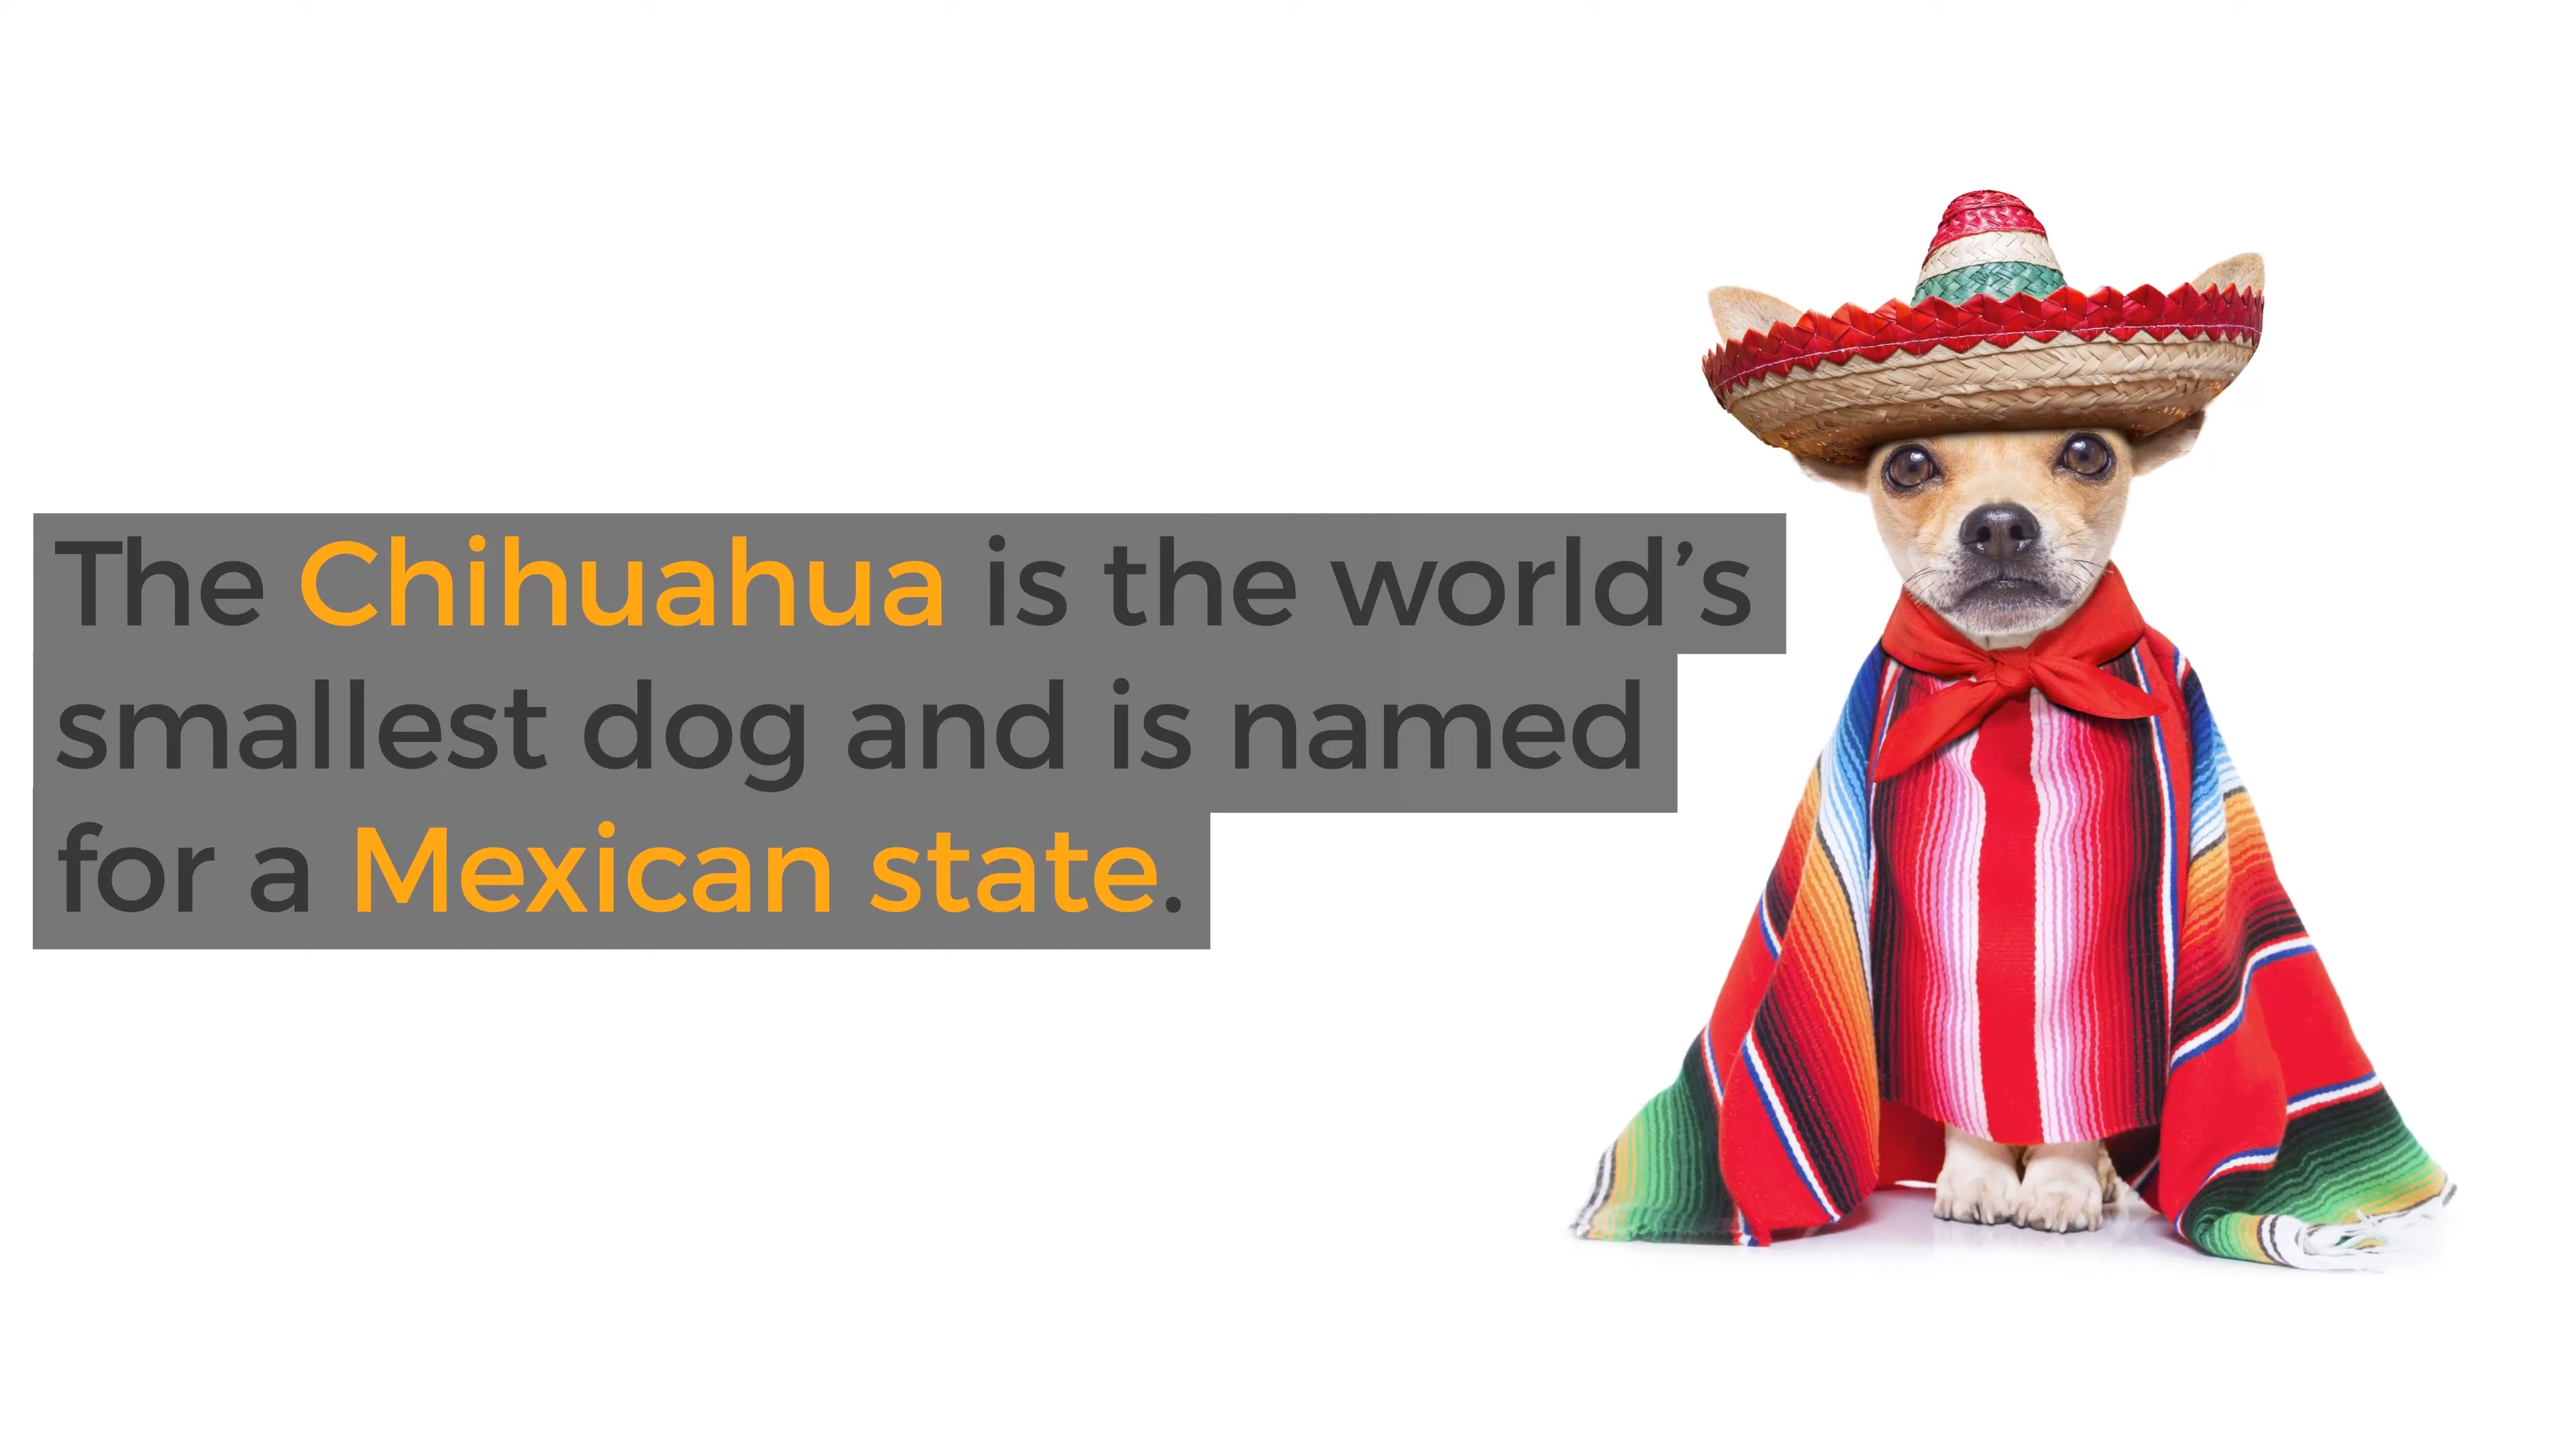 The Chihuahua is the world’s
smallest dog and is named
for a Mexican state.